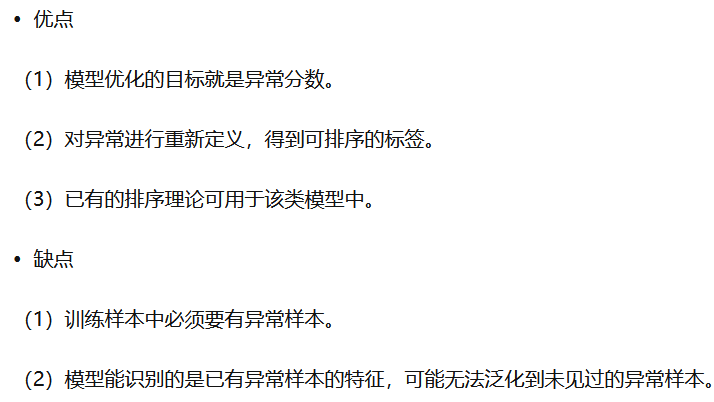 • 优点
（1）模型优化的目标就是异常分数。
（2）对异常进行重新定义，得到可排序的标签。
（3）已有的排序理论可用于该类模型中。
• 缺点
（1）训练样本中必须要有异常样本。
（2）模型能识别的是已有异常样本的特征，可能无法泛化到未见过的异常样本。